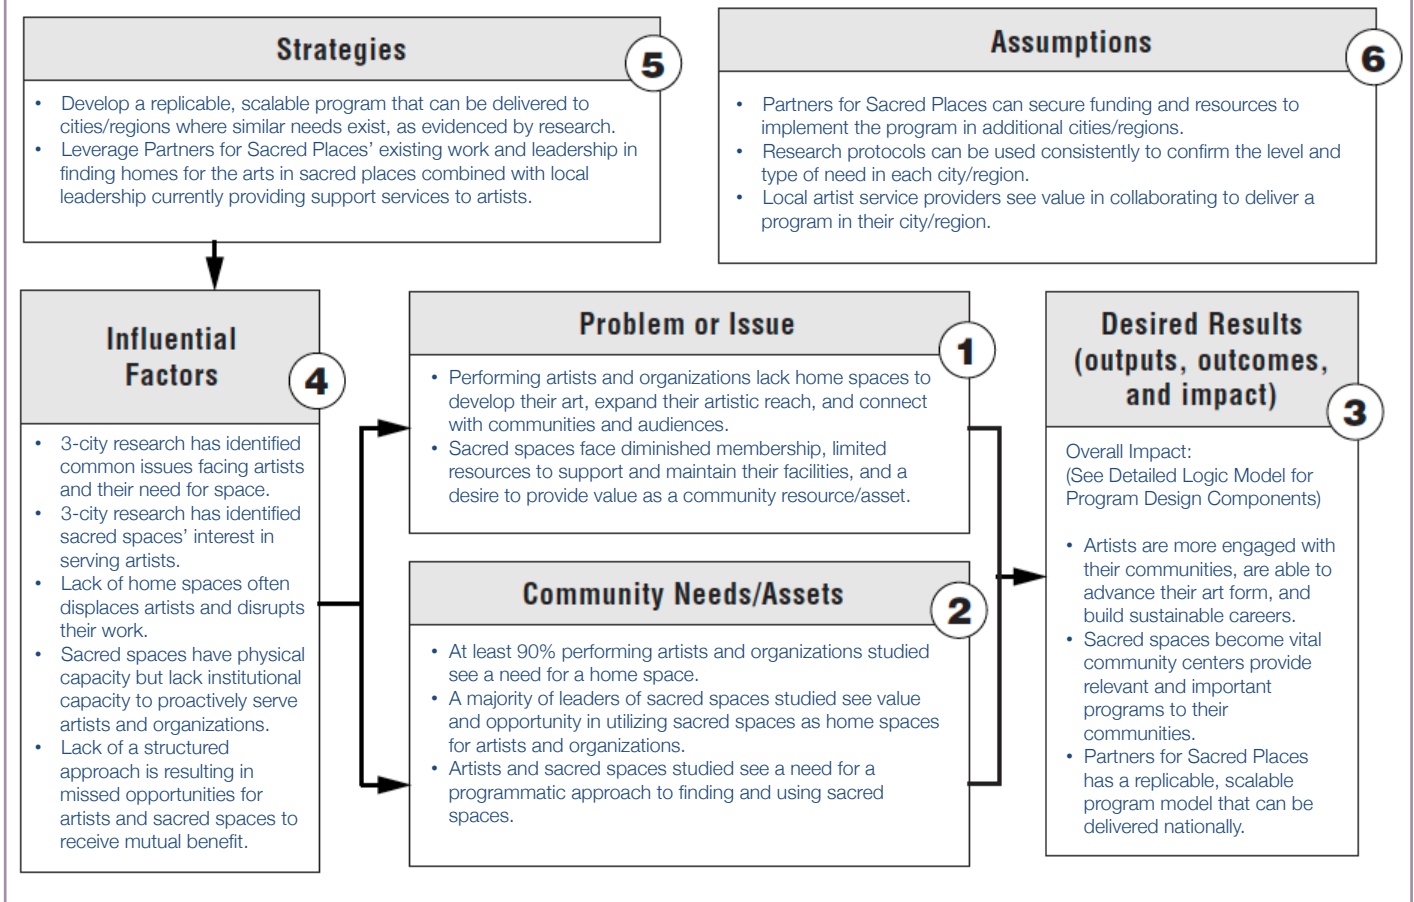 Strategies
5
• Develop a replicable, scalable program that can be delivered to
cities/regions where similar needs exist, as evidenced by research.
• Leverage Partners for Sacred Places’ existing work and leadership in
finding homes for the arts in sacred places combined with local
leadership currently providing support services to artists.
Assumptions
6
• Partners for Sacred Places can secure funding and resources to
implement the program in additional cities/regions.
• Research protocols can be used consistently to confirm the level and
type of need in each city/region.
• Local artist service providers see value in collaborating to deliver a
program in their city/region.
Influential
Factors
4
• 3-city research has identified
common issues facing artists
and their need for space.
• 3-city research has identified
sacred spaces’ interest in
serving artists.
• Lack of home spaces often
displaces artists and disrupts
their work.
• Sacred spaces have physical
capacity but lack institutional
capacity to proactively serve
artists and organizations.
• Lack of a structured
approach is resulting in
missed opportunities for
artists and sacred spaces to
receive mutual benefit.
Problem or Issue
1
• Performing artists and organizations lack home spaces to
develop their art, expand their artistic reach, and connect
with communities and audiences.
• Sacred spaces face diminished membership, limited
resources to support and maintain their facilities, and a
desire to provide value as a community resource/asset.
Community Needs/Assets
2
• At least 90% performing artists and organizations studied
see a need for a home space.
• A majority of leaders of sacred spaces studied see value
and opportunity in utilizing sacred spaces as home spaces
for artists and organizations.
• Artists and sacred spaces studied see a need for a
programmatic approach to finding and using sacred
spaces.
Desired Results
(outputs, outcomes,
and impact)
3
Overall Impact:
(See Detailed Logic Model for
Program Design Components)
• Artists are more engaged with
their communities, are able to
advance their art form, and
build sustainable careers.
• Sacred spaces become vital
community centers provide
relevant and important
programs to their
communities.
• Partners for Sacred Places
has a replicable, scalable
program model that can be
delivered nationally.